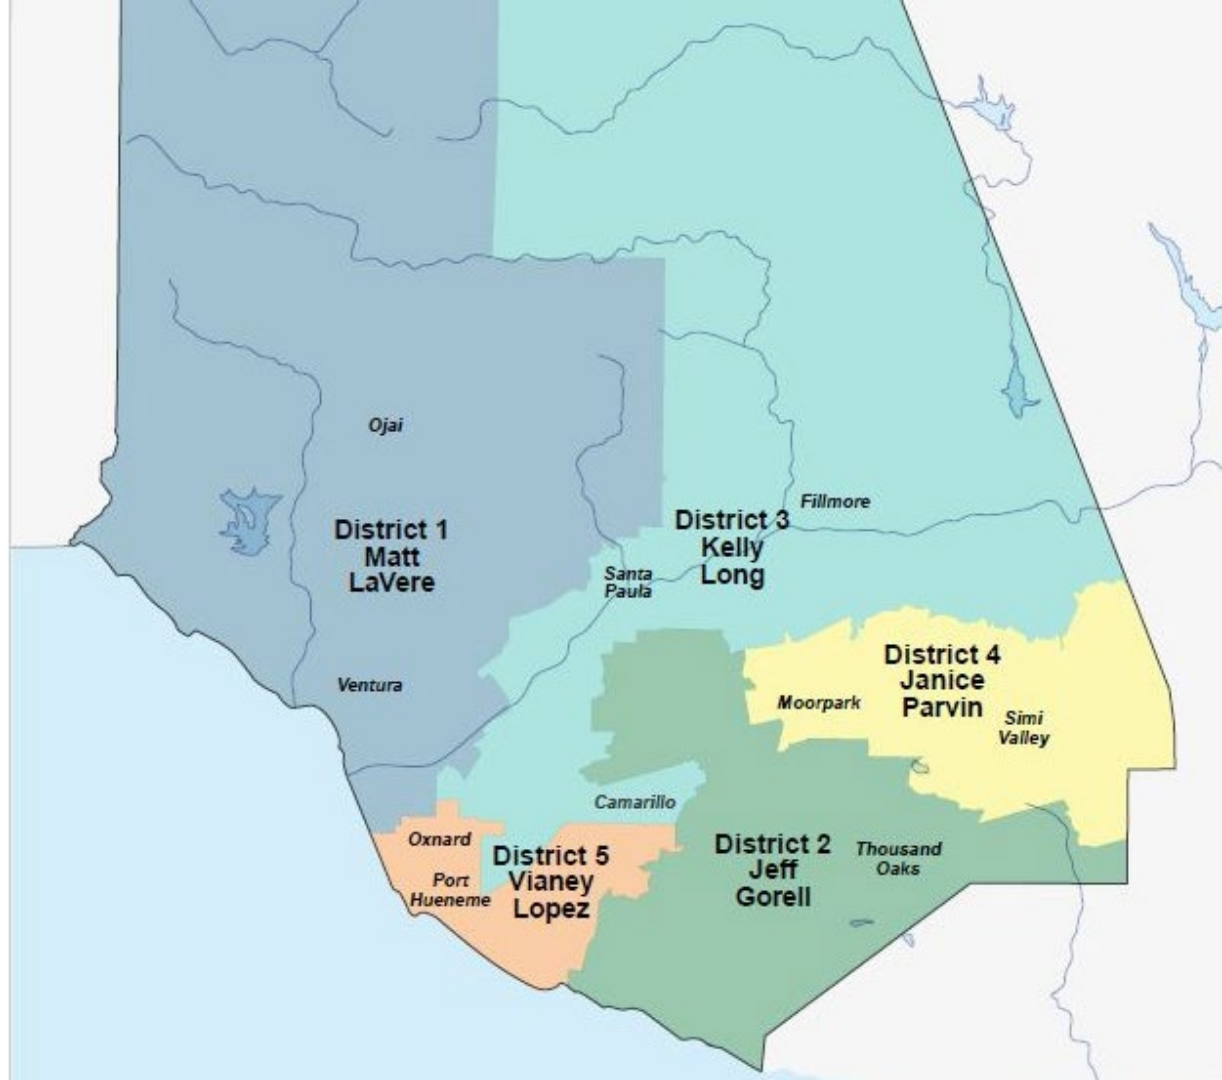 Ojai
District 1
Matt
LaVere
Ventura
Fillmore
District 3
Kelly
Long
Santa
Paula
District 4
Janice
Parvin
Moorpark
Simi
Valley
Camarillo
Oxnard
Port
Hueneme
District 5
Vianey
Lopez
District 2
Jeff
Gorell
Thousand
Oaks